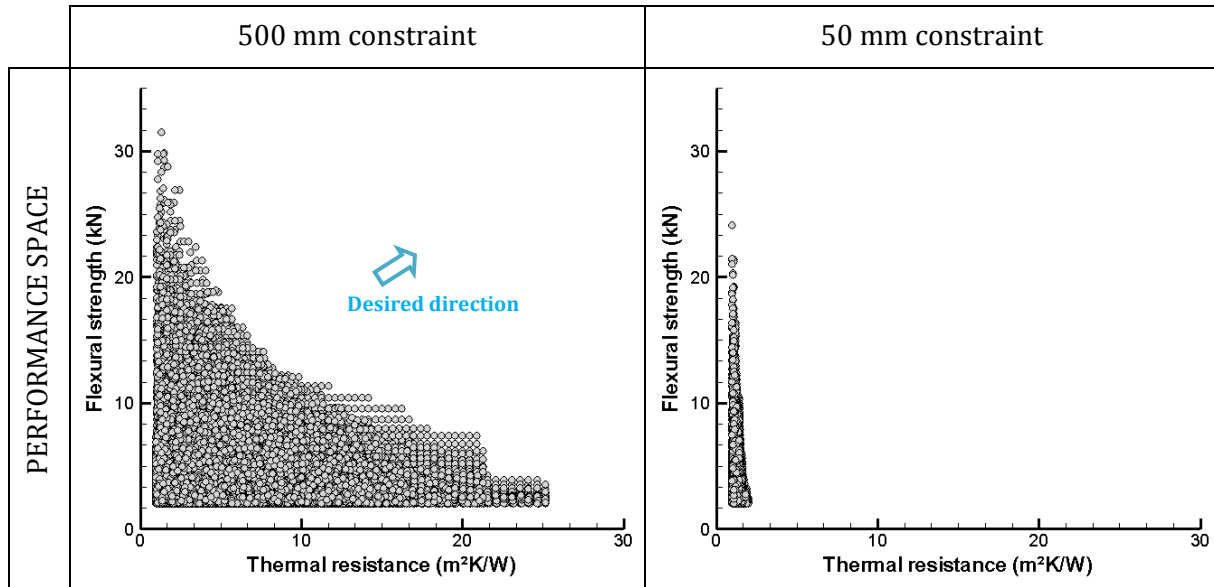 500 mm constraint
50 mm constraint
PERFORMANCE SPACE
Flexural strength (kN)
30
20
10
0
0
10
20
30
Thermal resistance (m²K/W)
Desired direction
Flexural strength (kN)
30
20
10
0
0
10
20
30
Thermal resistance (m²K/W)